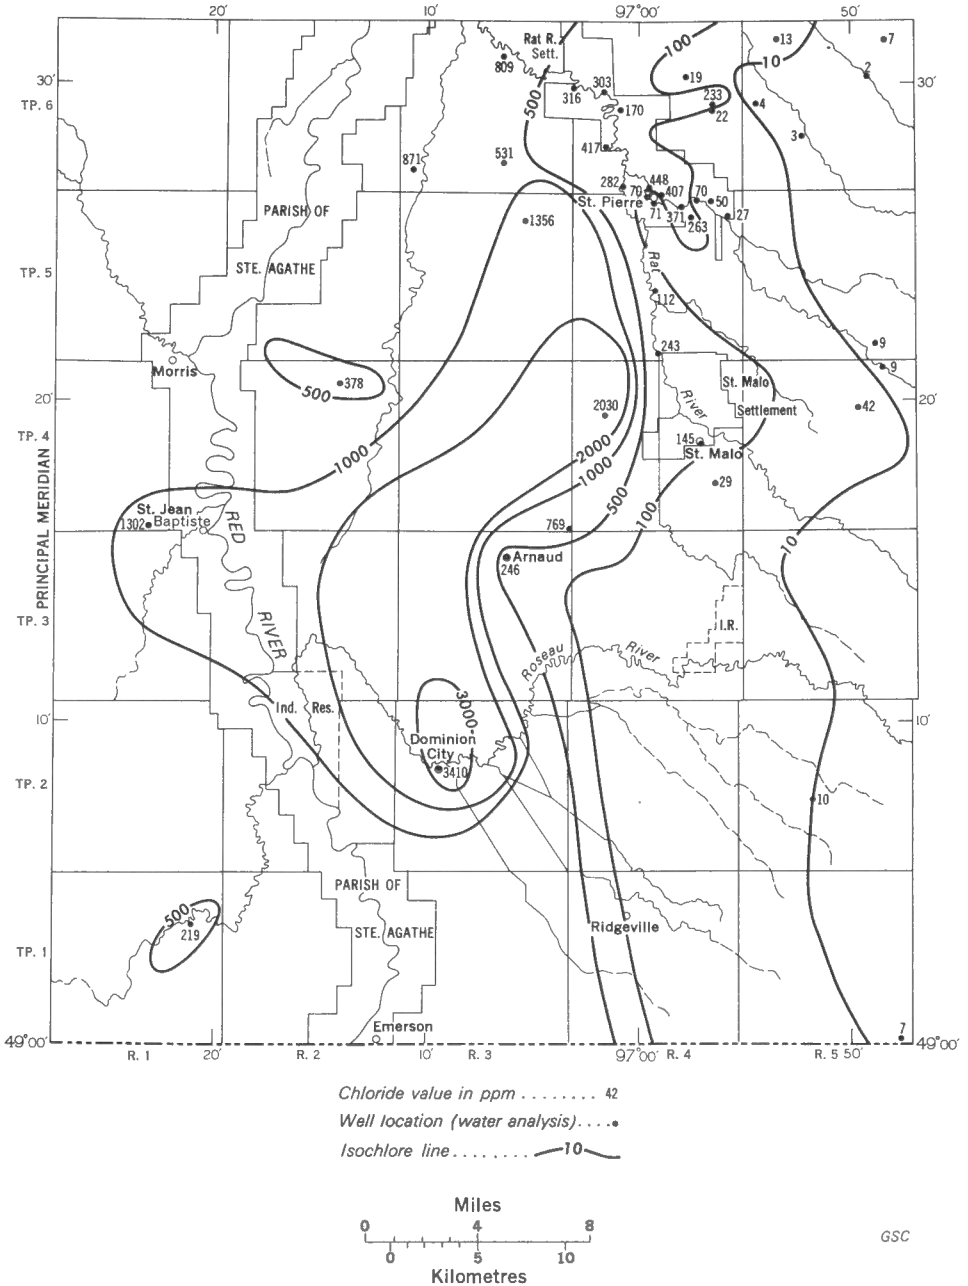 20′ 10′ 97°00′ 50′
100 13 7
Rat R.
Sett.
10
2
30′ 809 19 30′
303
316 233 4
TP. 6 500 170 22
3
417
871 531
282 448
70 407 70
St. Pierre 50
71 371 27
PARISH OF 1356 263
Rat
STE. AGATHE
TP. 5
112
243 9
Morris
378 9
500 St. Malo
20′ 2030 River Settlement 42 20′
TP. 4 145
1000 2000 St. Malo
1000 29
500
St. Jean 100
1302 Baptiste 769
RED 10
Arnaud
246
PRINCIPAL MERIDIAN
TP. 3 I.R.
RIVER
Roseau River
3000
Ind. Res.
10′ 10′
Dominion
City
3410
TP. 2 10
PARISH OF
500
219 STE. AGATHE Ridgeville
TP. 1
Emerson 7
49°00′ 49°00′
R. 1 20′ R. 2 10′ R. 3 97°00′ R. 4 R. 5 50′
Chloride value in ppm ........ 42
Well location (water analysis) ....
Isochlore line ........ 10
Miles
0 4 8
0 5 10
Kilometres
GSC